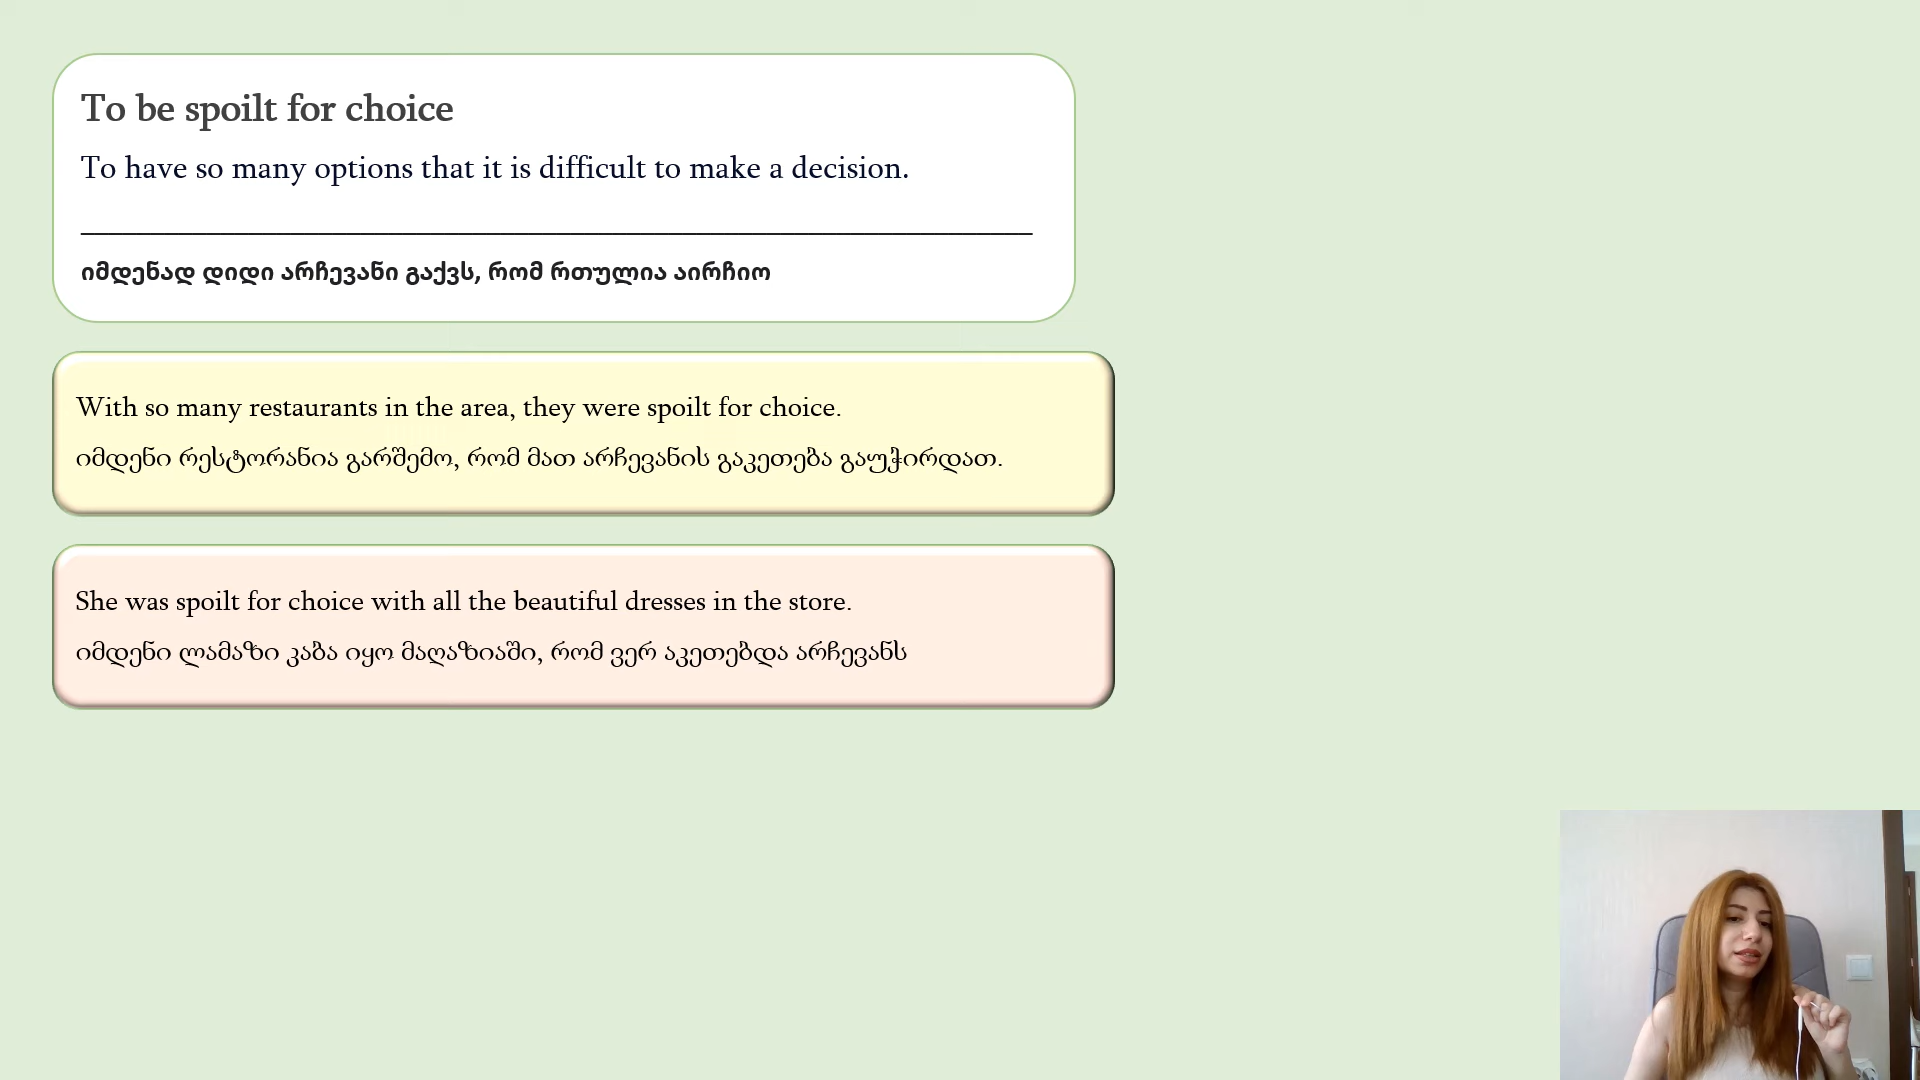 To be spoilt for choice
To have so many options that it is difficult to make a decision.
იმდენად დიდი არჩევანი გაქვს, რომ რთულია აირჩიო
With so many restaurants in the area, they were spoilt for choice.
იმდენი რესტორანია გარშემო, რომ მათ არჩევანის გაკეთება გაუჭირდათ.
She was spoilt for choice with all the beautiful dresses in the store.
იმდენი ლამაზი კაბა იყო მაღაზიაში, რომ ვერ აკეთებდა არჩევანს